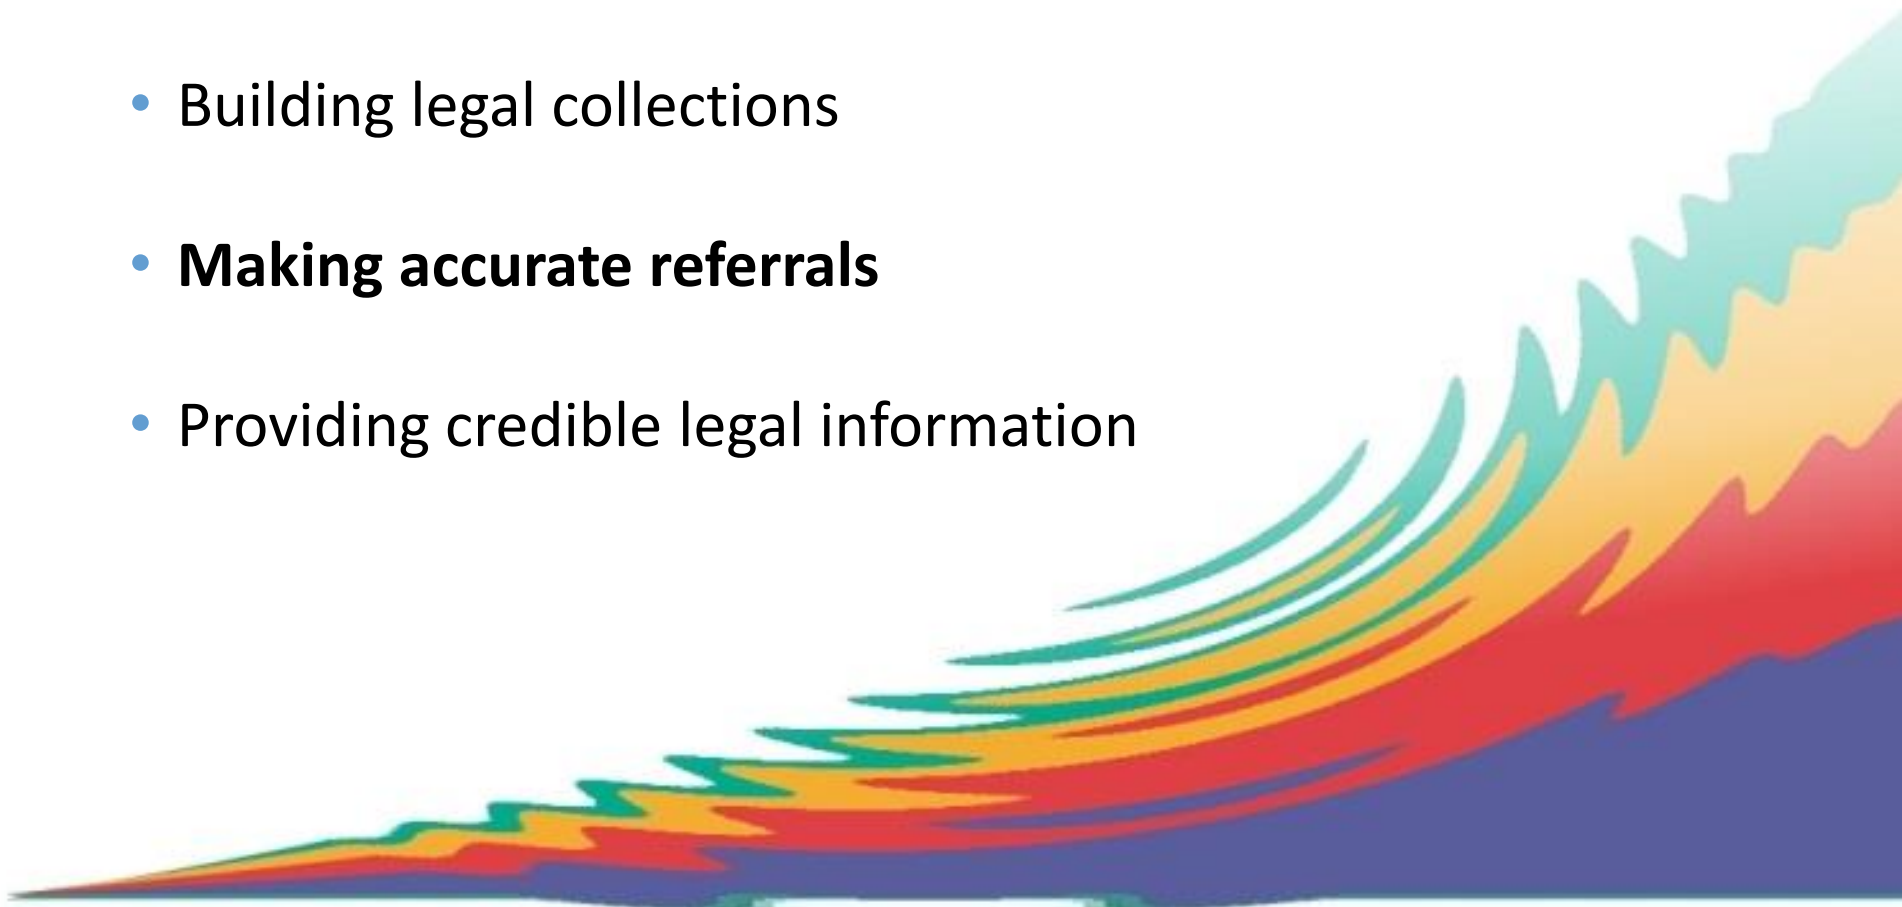 • Building legal collections
• Making accurate referrals
• Providing credible legal information